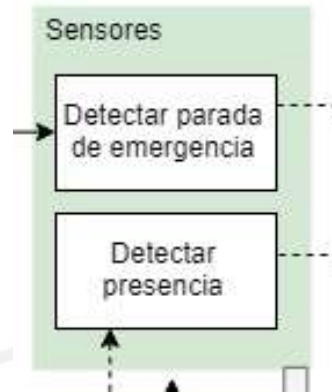 Sensores
Detectar parada
de emergencia
Detectar
presencia